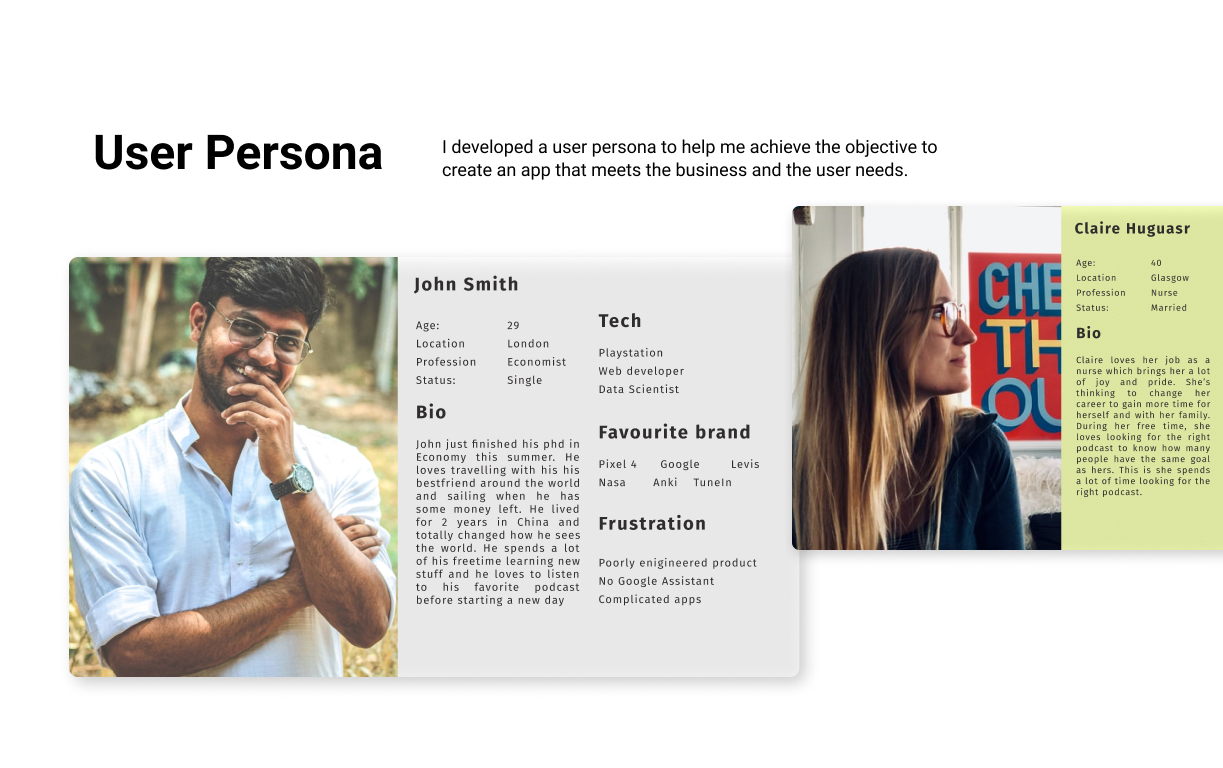 User Persona
I developed a user persona to help me achieve the objective to
create an app that meets the business and the user needs.
John Smith
Age: 29
Location London
Profession Economist
Status: Single
Bio
John just finished his phd in
Economy this summer. He
loves travelling with his his
bestfriend around the world
and sailing when he has
some money left. He lived
for 2 years in China and
totally changed how he sees
the world. He spends a lot
of his freetime learning new
stuff and he loves to listen
to his favorite podcast
before starting a new day
Tech
Playstation
Web developer
Data Scientist
Favourite brand
Pixel 4 Google Levis
Nasa Anki TuneIn
Frustration
Poorly enigineered product
No Google Assistant
Complicated apps
CHE
TH
OU
Claire Huguasr
Age: 40
Location Glasgow
Profession Nurse
Status: Married
Bio
Claire loves her job as a
nurse which brings her a lot
of joy and pride. She's
thinking to change her
career to gain more time for
herself and with her family.
During her free time, she
loves looking for the right
podcast to know how many
people have the same goal
as hers. This is she spends
a lot of time looking for the
right podcast.